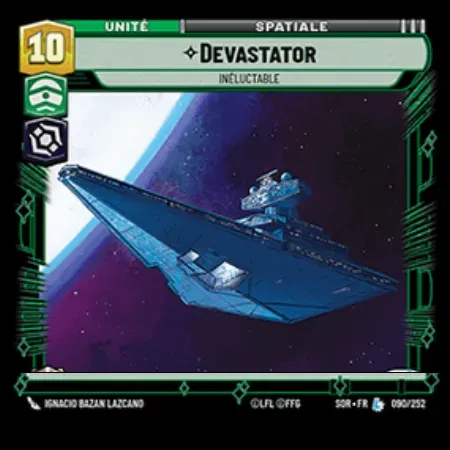 UNITÉ SPATIALE
10
DEVASTATOR
INÉLUCTABLE
IGNACIO BAZAN LAZCANO ©LFL ©FFG SOR • FR 090/252